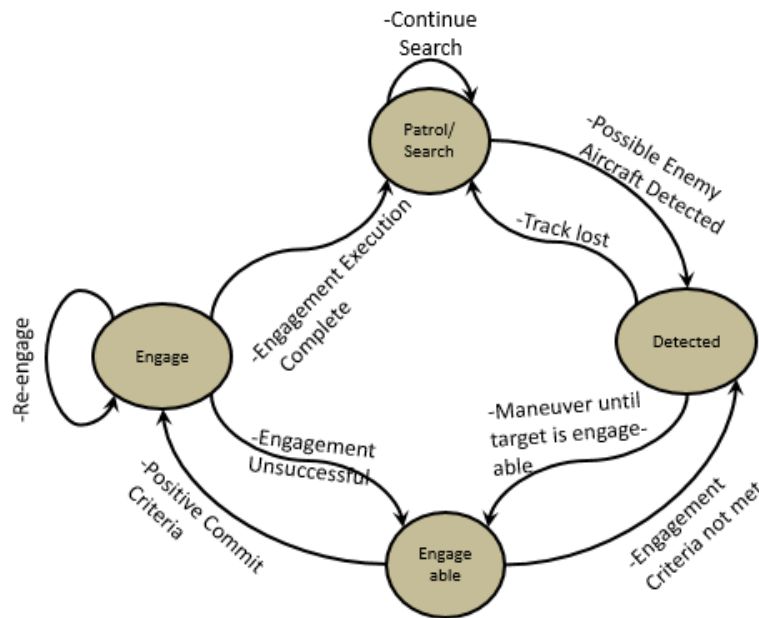 -Continue
Search
Patrol/
Search
-Possible Enemy
Aircraft Detected
-Track lost
-Engagement Execution
Complete
-Re-engage
Engage
Detected
-Maneuver until
target is engage-
able
-Engagement
Unsuccessful
-Positive Commit
Criteria
Engage
able
-Engagement
Criteria not met